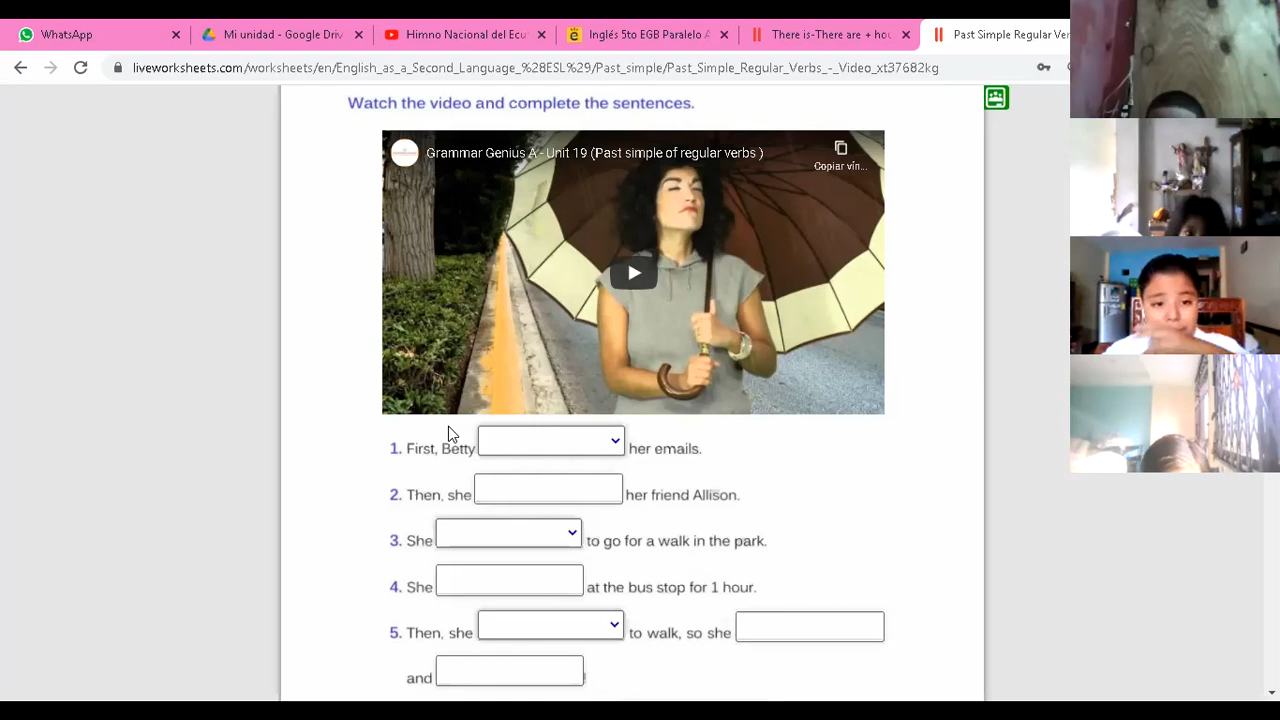 WhatsApp
Mi unidad - Google Driv
Himno Nacional del Ecu
Inglés 5to EGB Paralelo A
There is-There are + hou
Past Simple Regular Ver
liveworksheets.com/worksheets/en/English_as_a_Second_Language_%28ESL%29/Past_simple/Past_Simple_Regular_Verbs_-_Video_xt37682kg
Watch the video and complete the sentences.
Grammar Genius A - Unit 19 (Past simple of regular verbs )
Copiar vín...
1. First, Betty her emails.
2. Then, she her friend Allison.
3. She to go for a walk in the park.
4. She at the bus stop for 1 hour.
5. Then, she to walk, so she
and